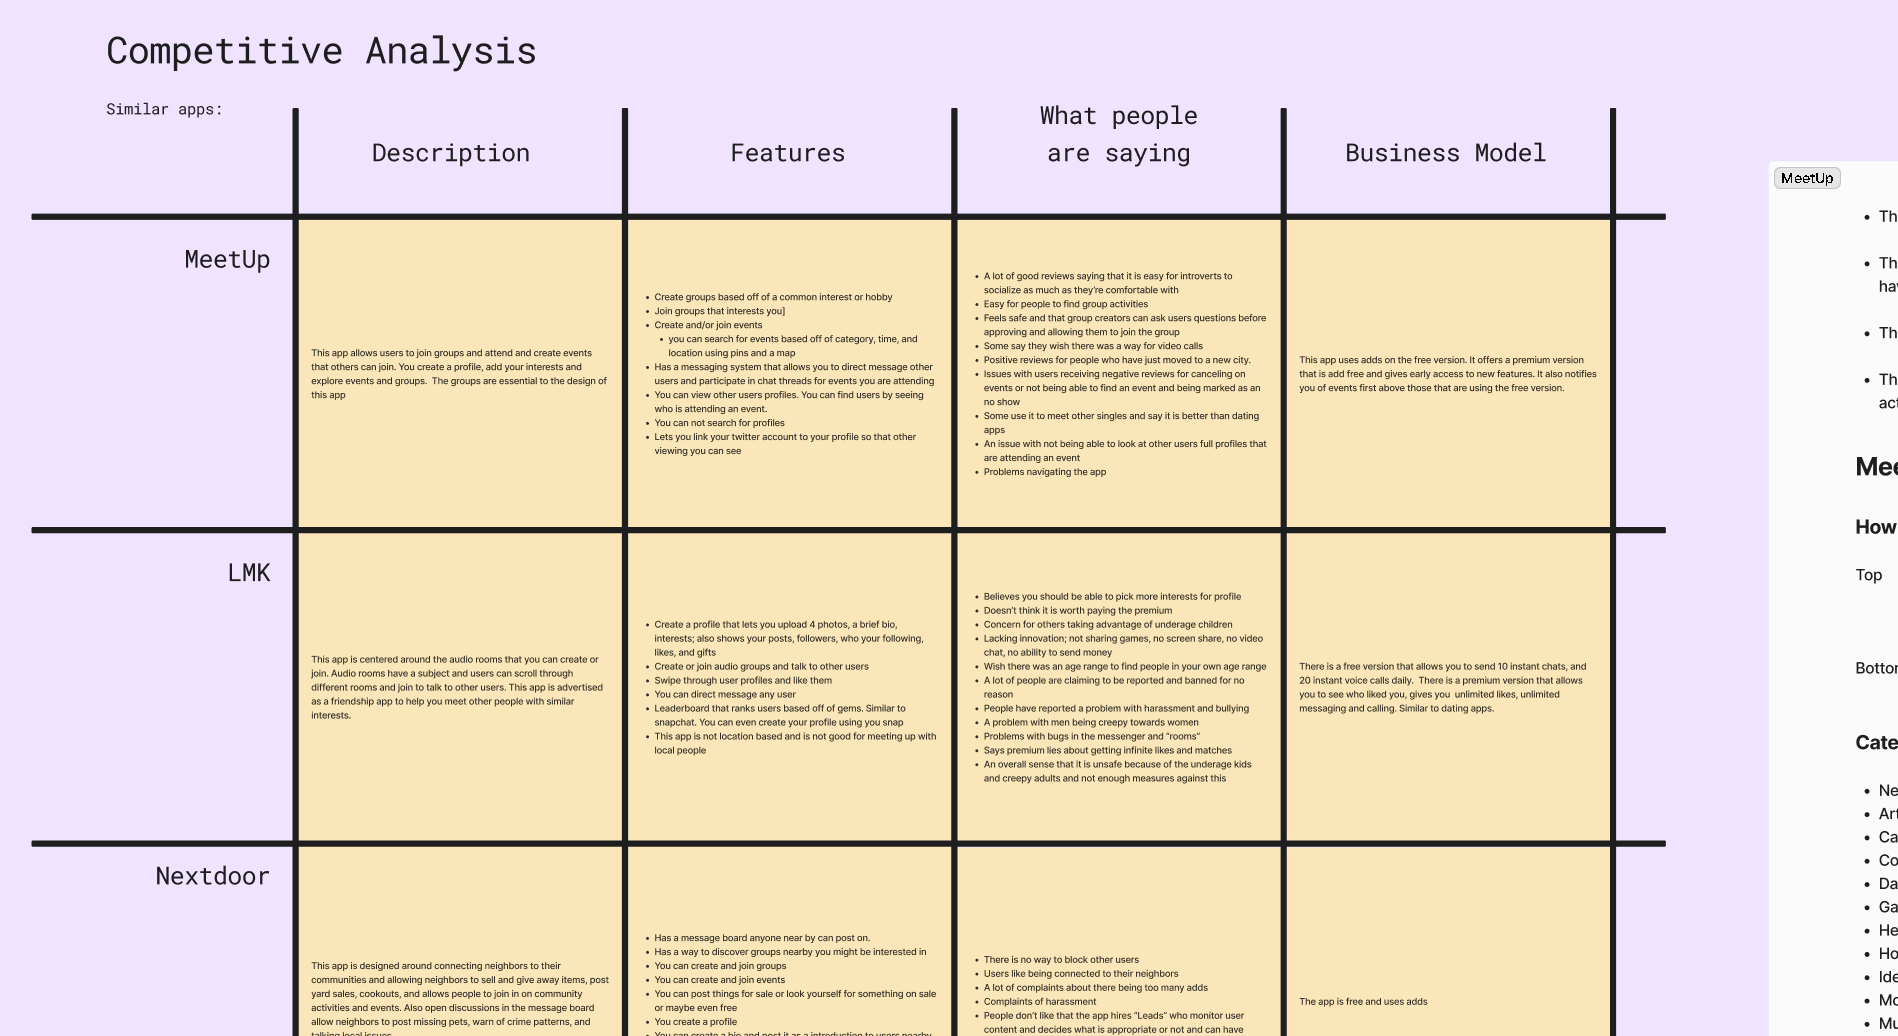 Competitive Analysis
Similar apps:
Description
Features
What people
are saying
Business Model
MeetUp
This app allows users to join groups and attend and create events
that others can join. You create a profile, add your interests and
explore events and groups.  The groups are essential to the design of
this app
• Create groups based off of a common interest or hobby
• Join groups that interests you]
• Create and/or join events
• you can search for events based off of category, time, and
location using pins and a map
• Has a messaging system that allows you to direct message other
users and participate in chat threads for events you are attending
• You can view other users profiles. You can find users by seeing
who is attending an event.
• You can not search for profiles
• Lets you link your twitter account to your profile so that other
viewing you can see
• A lot of good reviews saying that it is easy for introverts to
socialize as much as they're comfortable with
• Easy for people to find group activities
• Feels safe and that group creators can ask users questions before
approving and allowing them to join the group
• Some say they wish there was a way for video calls
• Positive reviews for people who have just moved to a new city.
• Issues with users receiving negative reviews for canceling on
events or not being able to find an event and being marked as an
no show
• Some use it to meet other singles and say it is better than dating
apps
• An issue with not being able to look at other users full profiles that
are attending an event
• Problems navigating the app
This app uses adds on the free version. It offers a premium version
that is add free and gives early access to new features. It also notifies
you of events first above those that are using the free version.
LMK
This app is centered around the audio rooms that you can create or
join. Audio rooms have a subject and users can scroll through
different rooms and join to talk to other users. This app is advertised
as a friendship app to help you meet other people with similar
interests.
• Create a profile that lets you upload 4 photos, a brief bio,
interests; also shows your posts, followers, who your following,
likes, and gifts
• Create or join audio groups and talk to other users
• Swipe through user profiles and like them
• You can direct message any user
• Leaderboard that ranks users based off of gems. Similar to
snapchat. You can even create your profile using you snap
• This app is not location based and is not good for meeting up with
local people
• Believes you should be able to pick more interests for profile
• Doesn't think it is worth paying the premium
• Concern for others taking advantage of underage children
• Lacking innovation; not sharing games, no screen share, no video
chat, no ability to send money
• Wish there was an age range to find people in your own age range
• A lot of people are claiming to be reported and banned for no
reason
• People have reported a problem with harassment and bullying
• A problem with men being creepy towards women
• Problems with bugs in the messenger and "rooms"
• Says premium lies about getting infinite likes and matches
• An overall sense that it is unsafe because of the underage kids
and creepy adults and not enough measures against this
There is a free version that allows you to send 10 instant chats, and
20 instant voice calls daily.  There is a premium version that allows
you to see who liked you, gives you  unlimited likes, unlimited
messaging and calling. Similar to dating apps.
Nextdoor
This app is designed around connecting neighbors to their
communities and allowing neighbors to sell and give away items, post
yard sales, cookouts, and allows people to join in on community
activities and events. Also open discussions in the message board
allow neighbors to post missing pets, warn of crime patterns, and
talking local issues
• Has a message board anyone near by can post on.
• Has a way to discover groups nearby you might be interested in
• You can create and join groups
• You can create and join events
• You can post things for sale or look yourself for something on sale
or maybe even free
• You create a profile
• You can create a bio and post it as a introduction to users nearby
• There is no way to block other users
• Users like being connected to their neighbors
• A lot of complaints about there being too many adds
• Complaints of harassment
• People don't like that the app hires "Leads" who monitor user
content and decides what is appropriate or not and can have
The app is free and uses adds
MeetUp
• Th
• Th
hav
• Th
• Th
act
Mee
How
Top
Botton
Cate
• Ne
• Art
• Ca
• Co
• Da
• Ga
• He
• Ho
• Ide
• Mo
• Mu